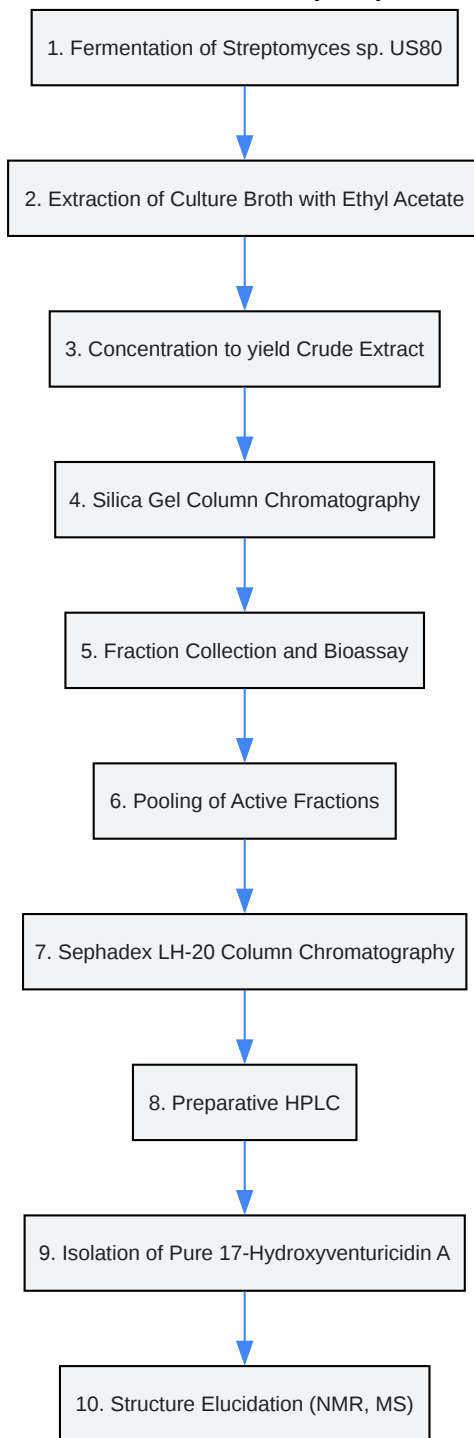 1. Fermentation of Streptomyces sp. US80
2. Extraction of Culture Broth with Ethyl Acetate
3. Concentration to yield Crude Extract
4. Silica Gel Column Chromatography
5. Fraction Collection and Bioassay
6. Pooling of Active Fractions
7. Sephadex LH-20 Column Chromatography
8. Preparative HPLC
9. Isolation of Pure 17-Hydroxyventuricidin A
10. Structure Elucidation (NMR, MS)